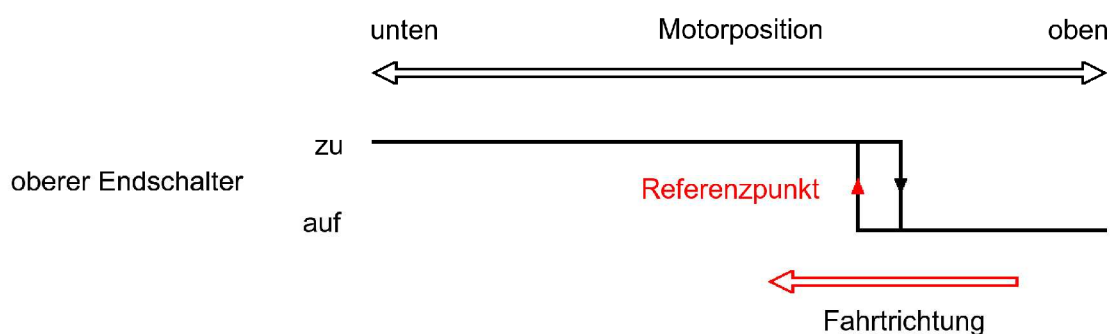 unten Motorposition oben
zu
oberer Endschalter
Referenzpunkt
auf
Fahrtrichtung